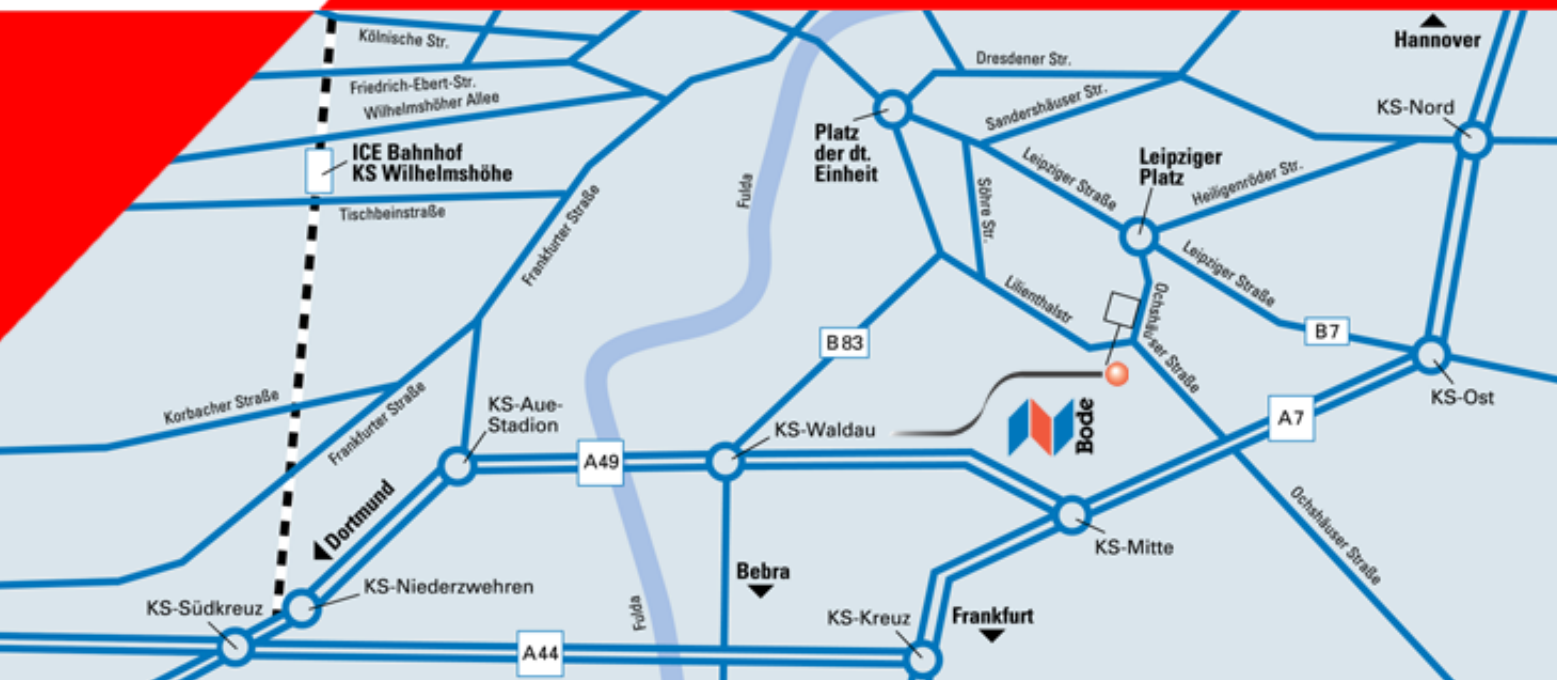 Kölnische Str.
Friedrich-Ebert-Str.
Wilhelmshöher Allee
ICE Bahnhof
KS Wilhelmshöhe
Tischbeinstraße
Frankfurter Straße
Fulda
Platz
der dt.
Einheit
Dresdener Str.
Sandershäuser Str.
Hannover
KS-Nord
Leipziger Straße
Leipziger
Platz
Heiligenröder Str.
Söhre Str.
Lilienthalstr
Ochshäuser Straße
Leipziger Straße
B7
KS-Ost
B 83
Korbacher Straße
Frankfurter Straße
KS-Aue-
Stadion
A49
KS-Waldau
Bode
A7
Dortmund
KS-Mitte
Ochshäuser Straße
KS-Niederzwehren
KS-Südkreuz
Bebra
Fulda
KS-Kreuz
Frankfurt
A44